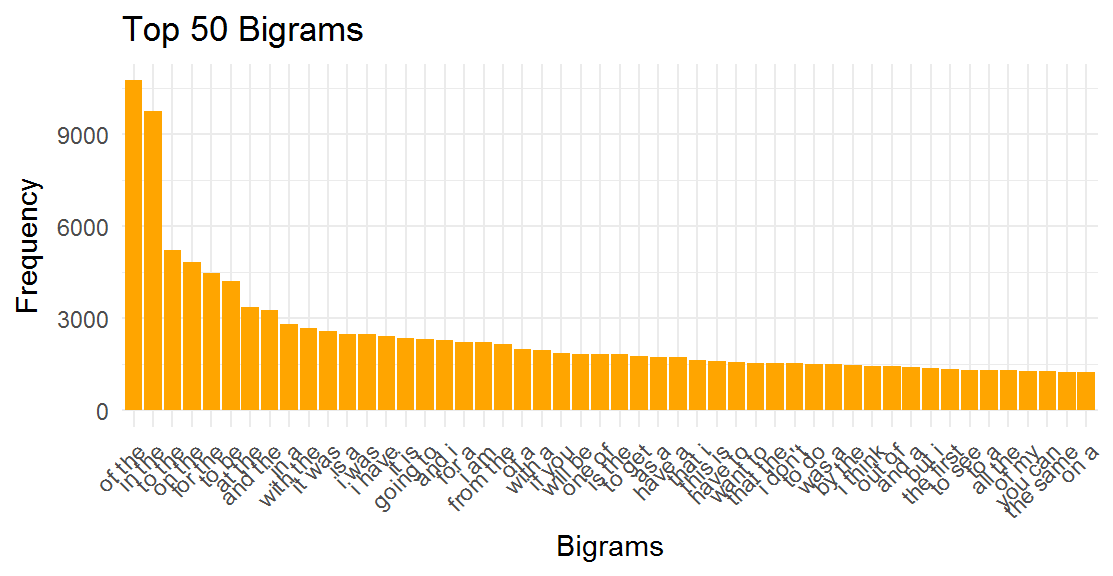 Top 50 Bigrams
Frequency
9000
6000
3000
0
of the
in the
to the
on the
for the
to be
at the
and the
in a
with the
it was
is a
i was
i have
it is
going to
and i
for a
i am
from the
of a
with a
if you
will be
one of
is the
to get
as a
have a
that i
this is
have to
want to
that the
i don't
to do
was a
by the
i think
out of
and a
but i
the first
to see
to a
all the
of my
you can
the same
on a
Bigrams